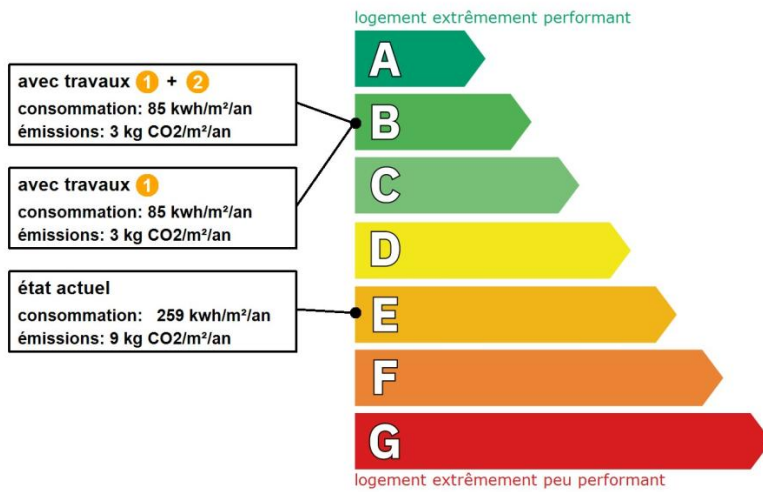 logement extrêmement performant
avec travaux 1 + 2
consommation: 85 kwh/m²/an
émissions: 3 kg CO2/m²/an
avec travaux 1
consommation: 85 kwh/m²/an
émissions: 3 kg CO2/m²/an
état actuel
consommation: 259 kwh/m²/an
émissions: 9 kg CO2/m²/an
A
B
C
D
E
F
G
logement extrêmement peu performant